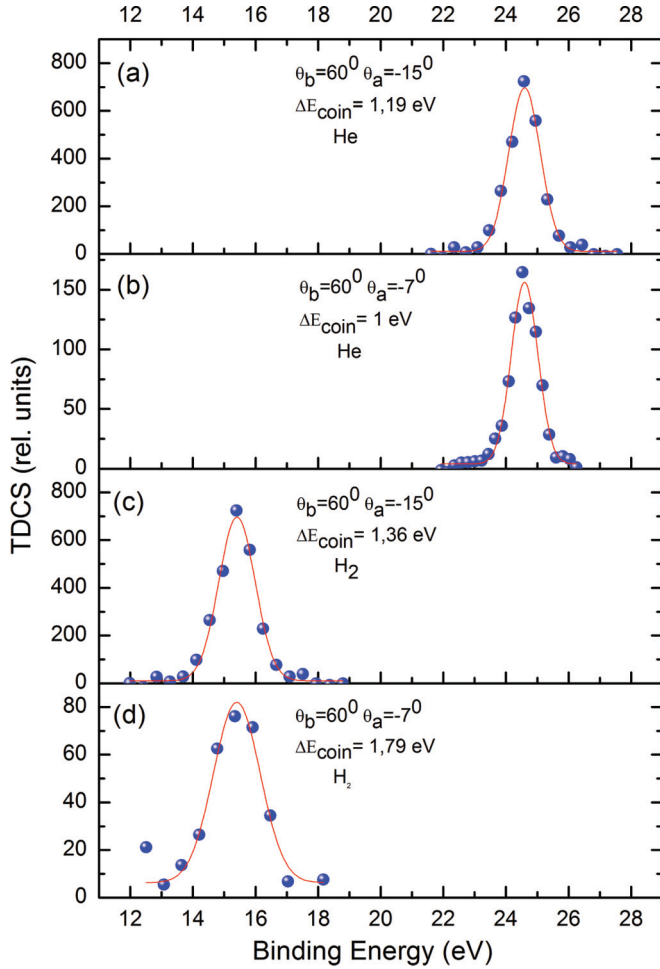 12 14 16 18 20 22 24 26 28
800
600
400
200
0
(a)
θb=60⁰ θa=-15⁰
ΔEcoin= 1,19 eV
He
150
100
50
0
(b)
θb=60⁰ θa=-7⁰
ΔEcoin= 1 eV
He
800
600
400
200
0
(c)
θb=60⁰ θa=-15⁰
ΔEcoin= 1,36 eV
H2
80
60
40
20
0
(d)
θb=60⁰ θa=-7⁰
ΔEcoin= 1,79 eV
H₂
12 14 16 18 20 22 24 26 28
Binding Energy (eV)
TDCS (rel. units)